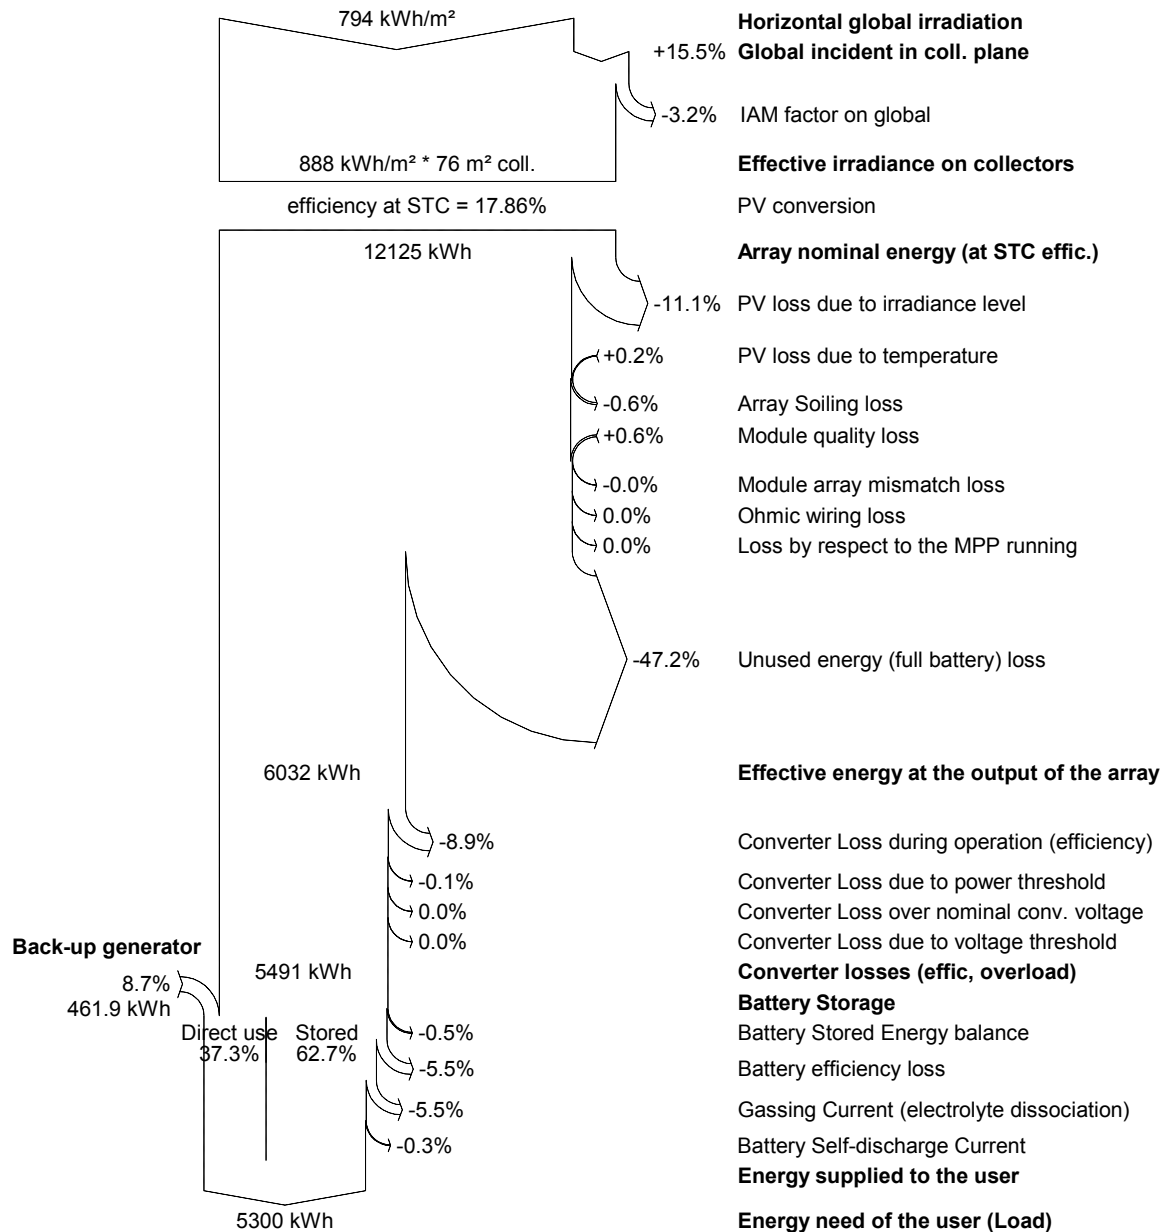 794 kWh/m² Horizontal global irradiation
+15.5% Global incident in coll. plane
-3.2% IAM factor on global
888 kWh/m² * 76 m² coll. Effective irradiance on collectors
efficiency at STC = 17.86% PV conversion
12125 kWh Array nominal energy (at STC effic.)
-11.1% PV loss due to irradiance level
+0.2% PV loss due to temperature
-0.6% Array Soiling loss
+0.6% Module quality loss
-0.0% Module array mismatch loss
0.0% Ohmic wiring loss
0.0% Loss by respect to the MPP running
-47.2% Unused energy (full battery) loss
6032 kWh Effective energy at the output of the array
-8.9% Converter Loss during operation (efficiency)
-0.1% Converter Loss due to power threshold
0.0% Converter Loss over nominal conv. voltage
0.0% Converter Loss due to voltage threshold
Back-up generator
5491 kWh Converter losses (effic, overload)
8.7%
461.9 kWh Battery Storage
Direct use Stored -0.5% Battery Stored Energy balance
37.3% 62.7%
-5.5% Battery efficiency loss
-5.5% Gassing Current (electrolyte dissociation)
-0.3% Battery Self-discharge Current
Energy supplied to the user
5300 kWh Energy need of the user (Load)